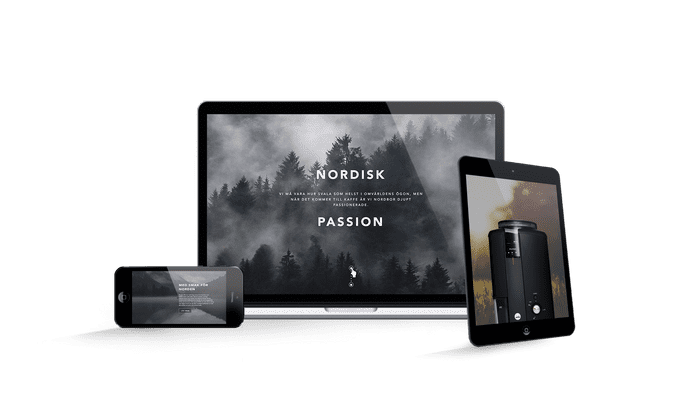 NORDISK
VI MÅ VARA HUR SVALA SOM HELST I OMVÄRLDENS ÖGON, MEN
NÄR DET KOMMER TILL KAFFE ÄR VI NORDBOR DJUPT
PASSIONERADE.
PASSION
MED SMAK FÖR
NORDEN